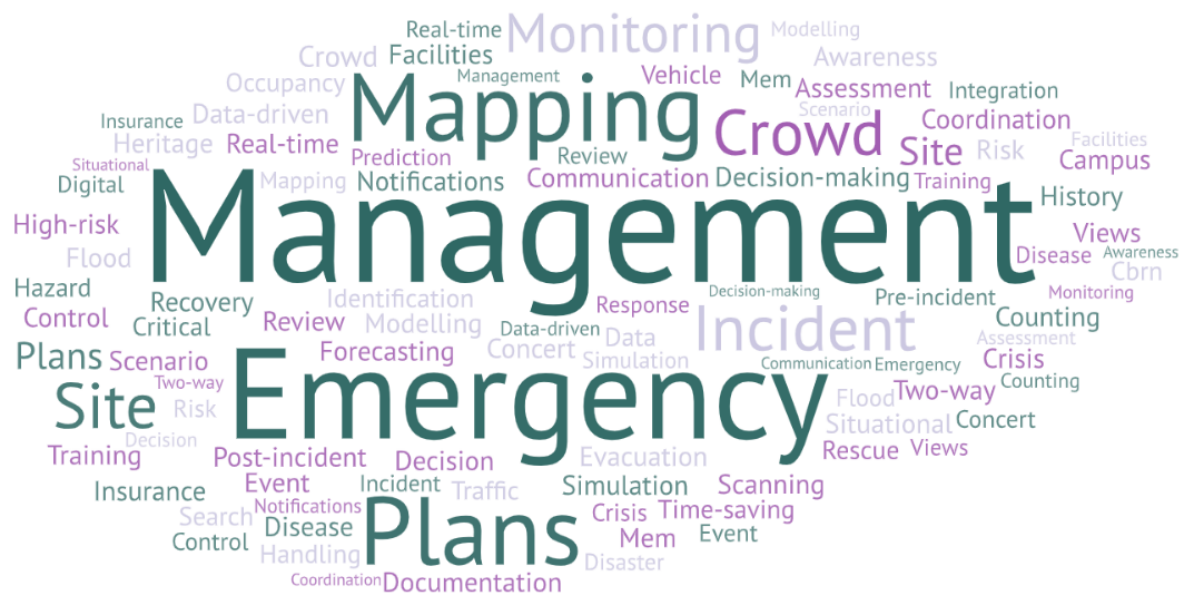 Real-time Monitoring Modelling
Crowd Facilities Awareness
Occupancy Management Vehicle Mem Assessment Integration
Insurance Data-driven Mapping Crowd Scenario Coordination
Heritage Real-time Prediction Review Site Risk Facilities
Situational Campus
Digital Mapping Notifications Communication Decision-making Training History
High-risk Management Views
Flood Disease Awareness
Cbrn
Hazard Recovery Identification Response Decision-making Pre-incident Monitoring
Control Critical Review Modelling Data-driven Data Incident Counting
Plans Scenario Forecasting Concert Simulation Assessment
Communication Emergency Crisis
Site Two-way Emergency Two-way Counting
Risk Flood
Decision Situational Concert
Training Post-incident Decision Evacuation Rescue Views
Insurance Event Incident Traffic Simulation Scanning
Search Notifications Plans Crisis Time-saving
Control Disease Mem Event
Handling Disaster
Coordination Documentation